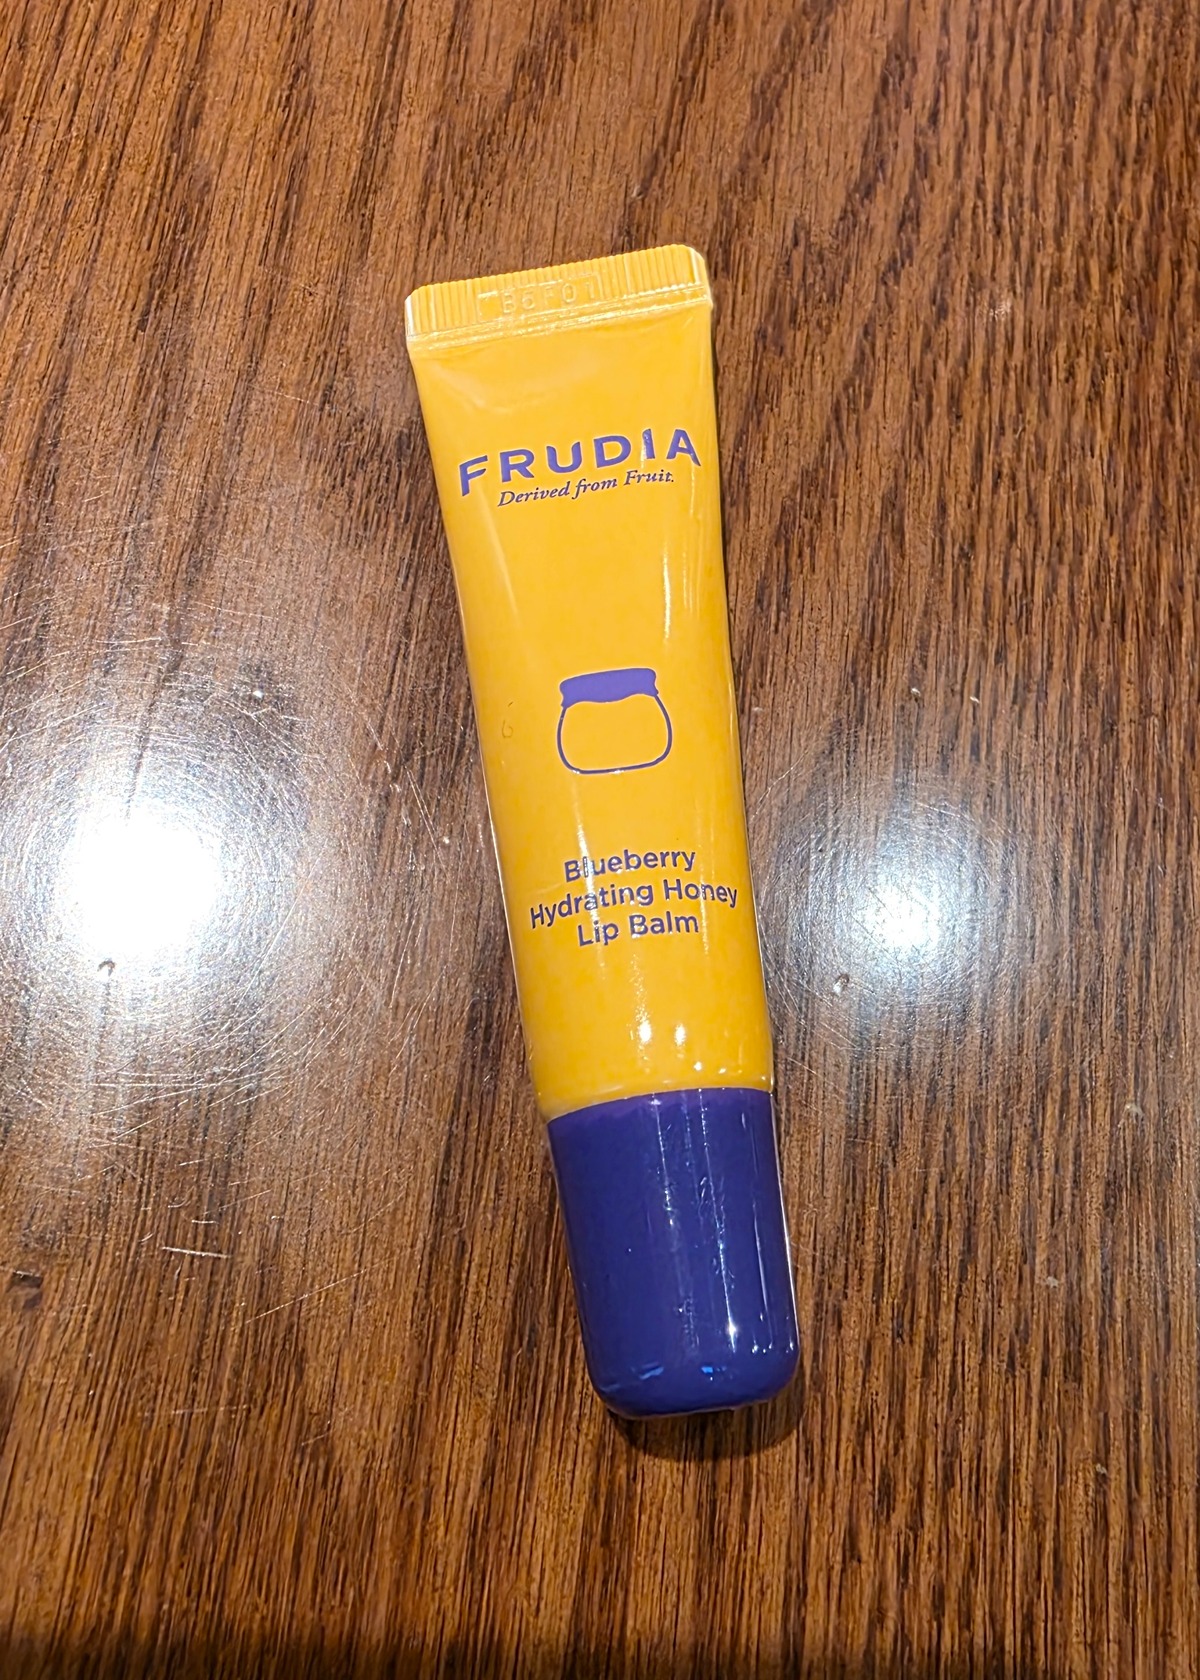 FRUDIA
Derived from Fruit.
Blueberry
Hydrating Honey
Lip Balm